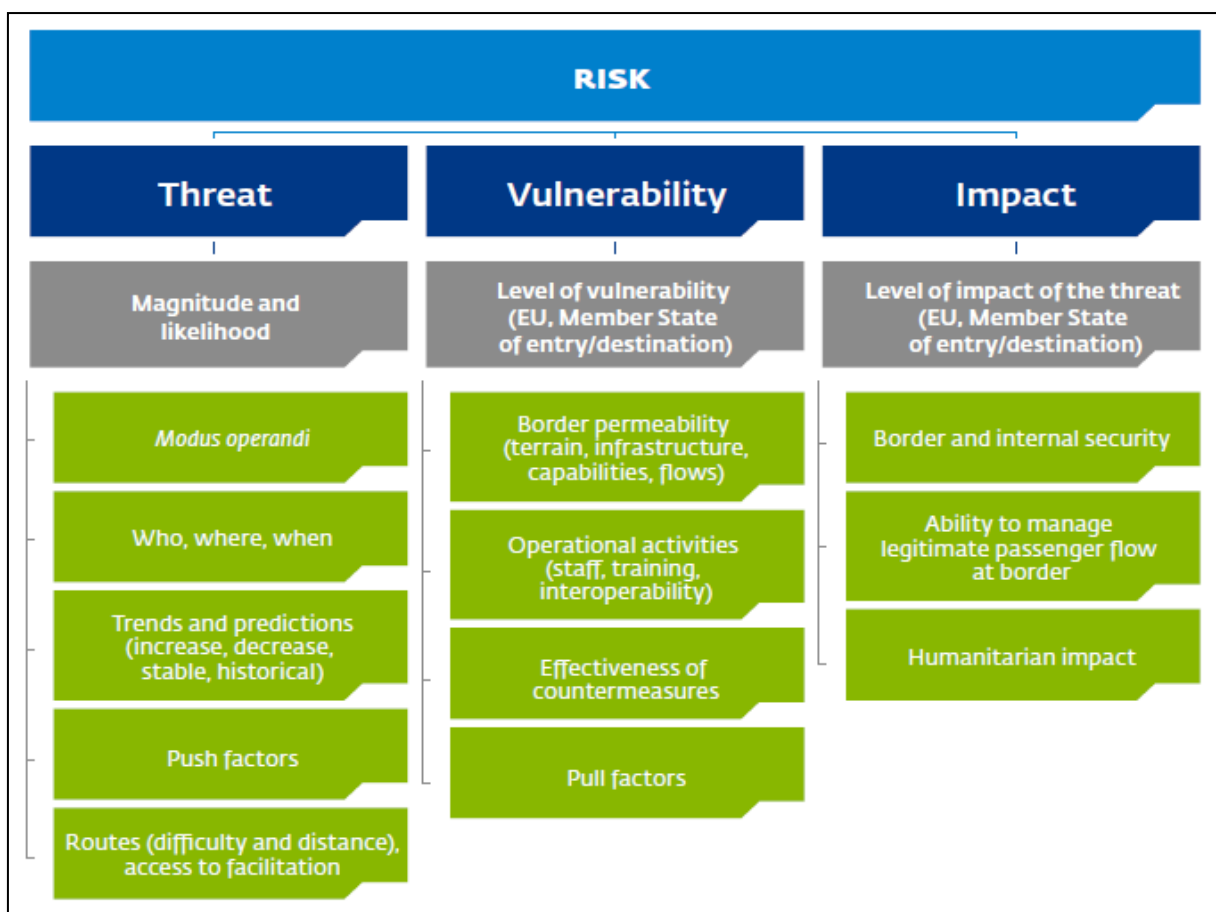 RISK
Threat
Vulnerability
Impact
Magnitude and
likelihood
Level of vulnerability
(EU, Member State
of entry/destination)
Level of impact of the threat
(EU, Member State
of entry/destination)
Modus operandi
Who, where, when
Trends and predictions
(increase, decrease,
stable, historical)
Push factors
Routes (difficulty and distance),
access to facilitation
Border permeability
(terrain, infrastructure,
capabilities, flows)
Operational activities
(staff, training,
interoperability)
Effectiveness of
countermeasures
Pull factors
Border and internal security
Ability to manage
legitimate passenger flow
at border
Humanitarian impact